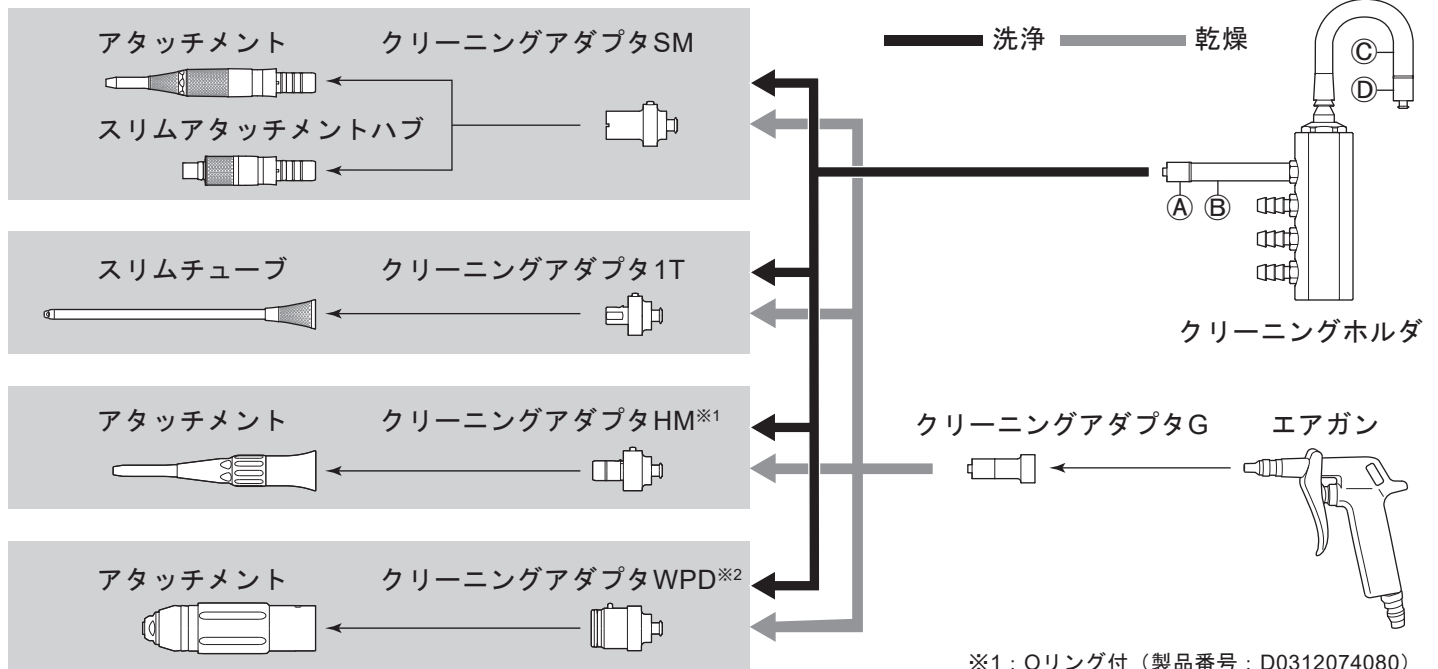 アタッチメント クリーニングアダプタSM
スリムアタッチメントハブ
スリムチューブ クリーニングアダプタ1T
アタッチメント クリーニングアダプタHM※1
アタッチメント クリーニングアダプタWPD※2
洗浄 乾燥
Ⓒ
Ⓓ
Ⓐ Ⓑ
クリーニングホルダ
クリーニングアダプタG エアガン
※1：Oリング付（製品番号：D0312074080）